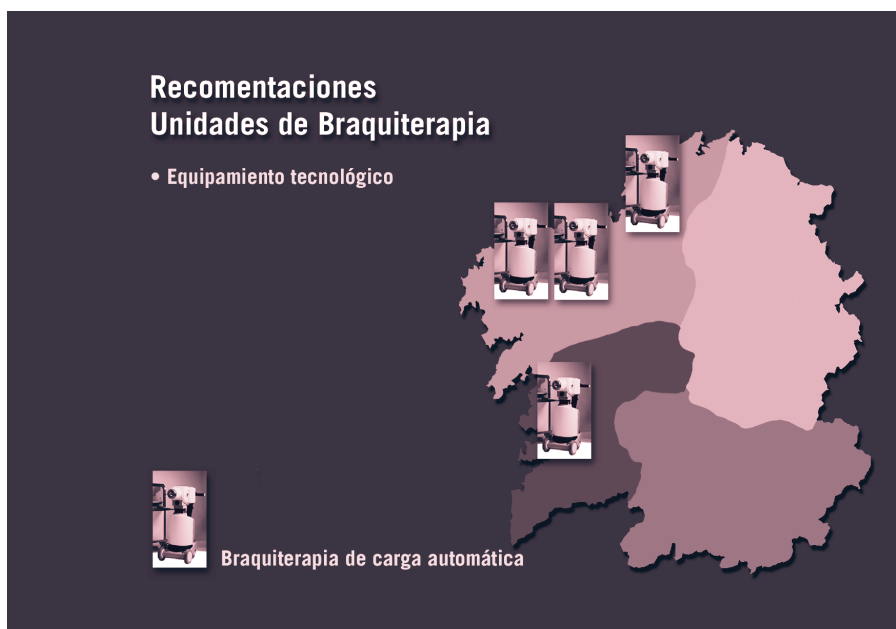 Recomentaciones
Unidades de Braquiterapia
• Equipamiento tecnológico
Braquiterapia de carga automática